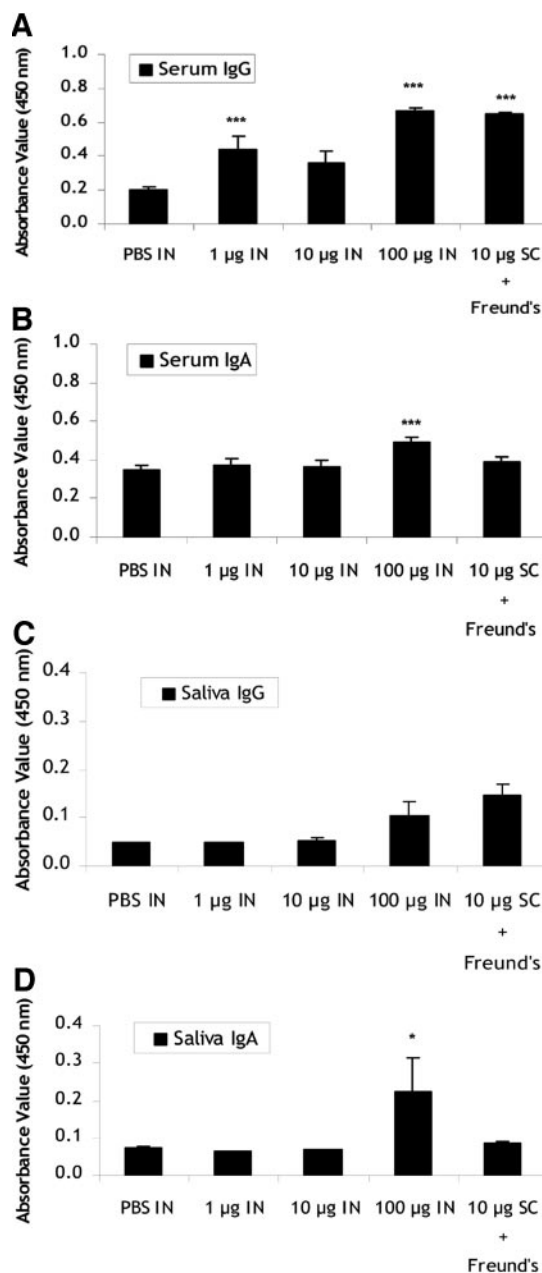 A
Absorbance Value (450 nm)
1.0
0.8
0.6
0.4
0.2
0.0
Serum IgG
***
***
***
PBS IN
1 µg IN
10 µg IN
100 µg IN
10 µg SC
+
Freund's
B
Absorbance Value (450 nm)
1.0
0.8
0.6
0.4
0.2
0.0
Serum IgA
***
PBS IN
1 µg IN
10 µg IN
100 µg IN
10 µg SC
+
Freund's
C
Absorbance Value (450 nm)
0.4
0.3
0.2
0.1
0.0
Saliva IgG
PBS IN
1 µg IN
10 µg IN
100 µg IN
10 µg SC
+
Freund's
D
Absorbance Value (450 nm)
0.4
0.3
0.2
0.1
0.0
Saliva IgA
*
PBS IN
1 µg IN
10 µg IN
100 µg IN
10 µg SC
+
Freund's